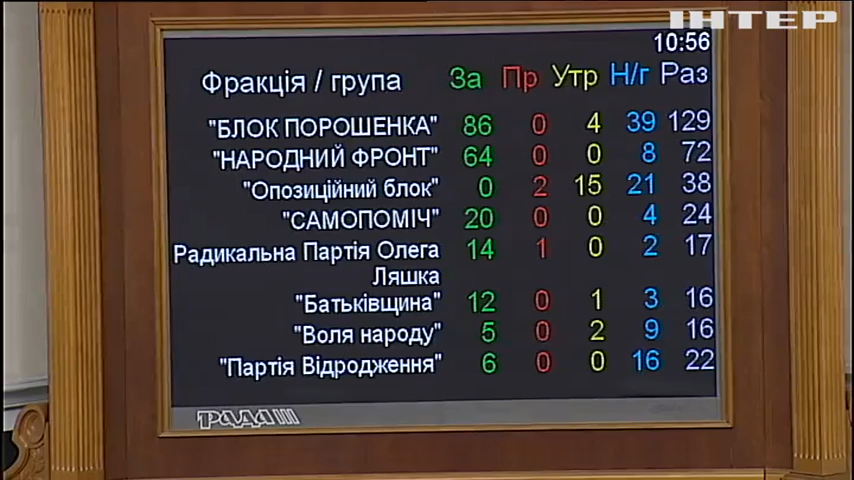 ІНТЕР
10:56
Фракція / група За Пр Утр Н/г Раз
"БЛОК ПОРОШЕНКА" 86 0 4 39 129
"НАРОДНИЙ ФРОНТ" 64 0 0 8 72
"Опозиційний блок" 0 2 15 21 38
"САМОПОМІЧ" 20 0 0 4 24
Радикальна Партія Олега 14 1 0 2 17
Ляшка
"Батьківщина" 12 0 1 3 16
"Воля народу" 5 0 2 9 16
"Партія Відродження" 6 0 0 16 22
РАДА III